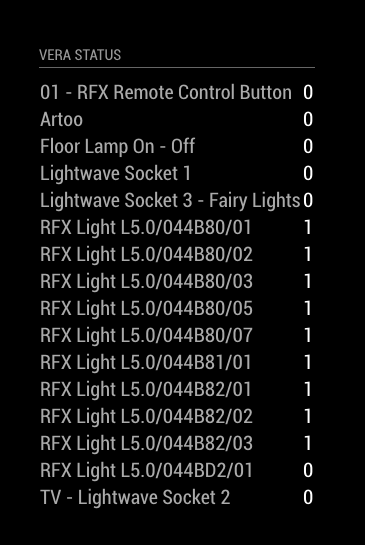 VERA STATUS
01 - RFX Remote Control Button 0
Artoo 0
Floor Lamp On - Off 0
Lightwave Socket 1 0
Lightwave Socket 3 - Fairy Lights 0
RFX Light L5.0/044B80/01 1
RFX Light L5.0/044B80/02 1
RFX Light L5.0/044B80/03 1
RFX Light L5.0/044B80/05 1
RFX Light L5.0/044B80/07 1
RFX Light L5.0/044B81/01 1
RFX Light L5.0/044B82/01 1
RFX Light L5.0/044B82/02 1
RFX Light L5.0/044B82/03 1
RFX Light L5.0/044BD2/01 0
TV - Lightwave Socket 2 0